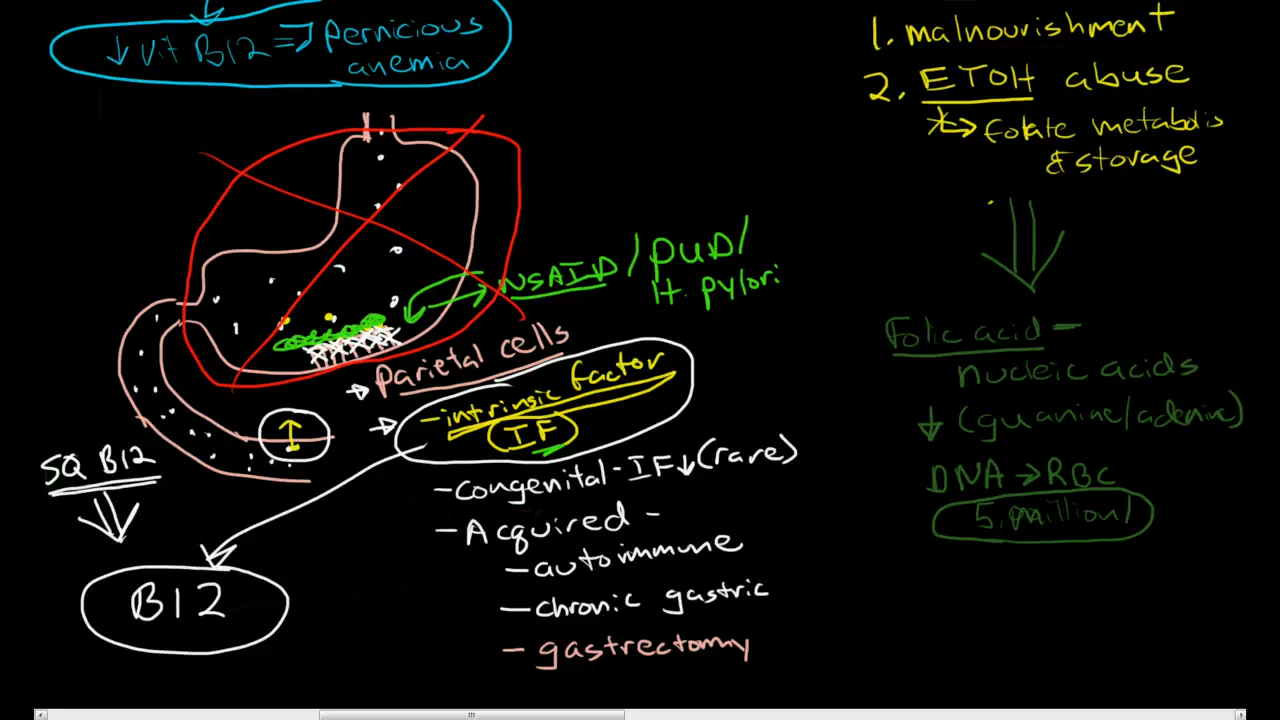 ↓ vit B12 => pernicious
anemia
NSAID/PUD/
H. pylori
parietal cells
- intrinsic factor
IF
SQ B12
B12
- Congenital - IF↓ (rare)
- Acquired -
- autoimmune
- chronic gastric
- gastrectomy
1. malnourishment
2. ETOH abuse
folate metabolis
& storage
Folic acid -
nucleic acids
↓ (guanine/adenine)
DNA → RBC
5 million/